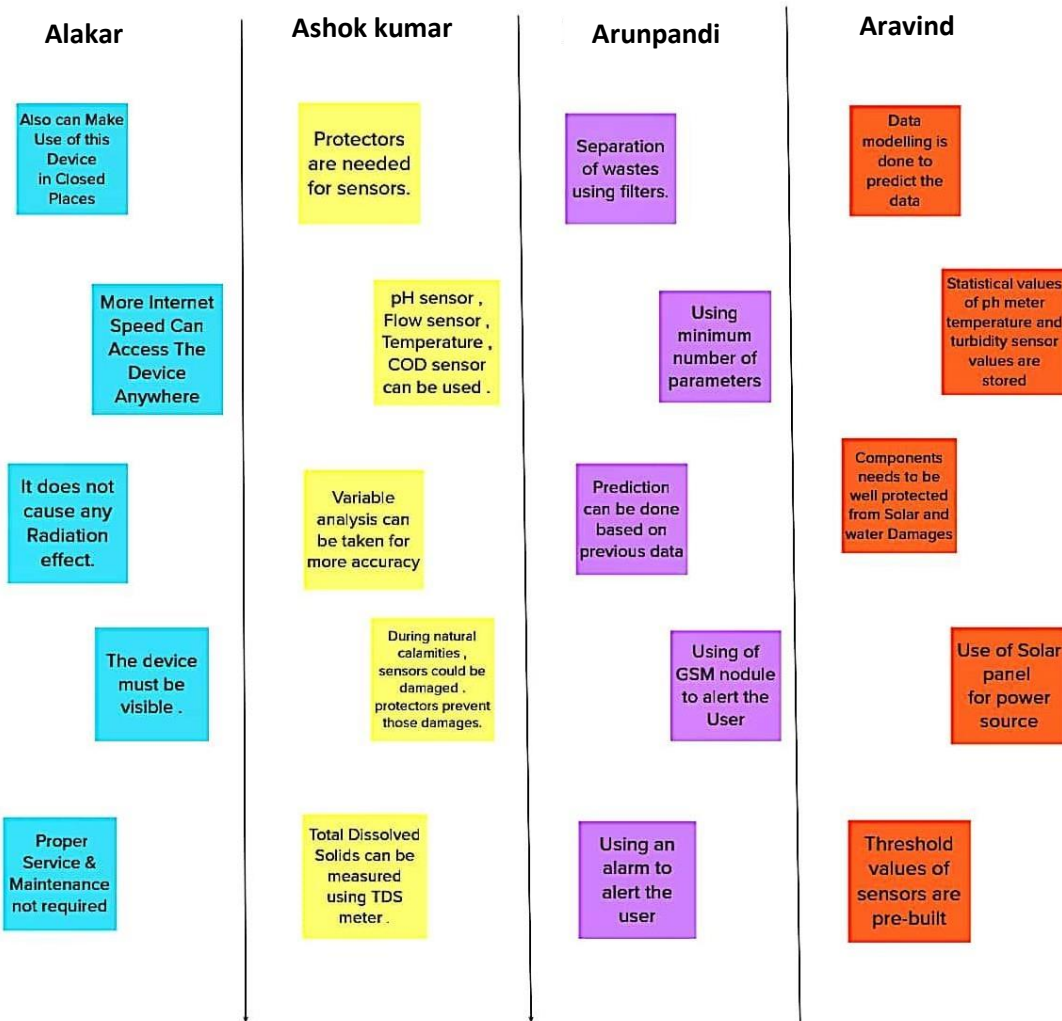 Alakar
Ashok kumar
Arunpandi
Aravind
Also can Make
Use of this
Device
in Closed
Places
More Internet
Speed Can
Access The
Device
Anywhere
It does not
cause any
Radiation
effect.
The device
must be
visible .
Proper
Service &
Maintenance
not required
Protectors
are needed
for sensors.
pH sensor ,
Flow sensor ,
Temperature ,
COD sensor
can be used .
Variable
analysis can
be taken for
more accuracy
During natural
calamities ,
sensors could be
damaged .
protectors prevent
those damages.
Total Dissolved
Solids can be
measured
using TDS
meter .
Separation
of wastes
using filters.
Using
minimum
number of
parameters
Prediction
can be done
based on
previous data
Using of
GSM nodule
to alert the
User
Using an
alarm to
alert the
user
Data
modelling is
done to
predict the
data
Statistical values
of ph meter
temperature and
turbidity sensor
values are
stored
Components
needs to be
well protected
from Solar and
water Damages
Use of Solar
panel
for power
source
Threshold
values of
sensors are
pre-built